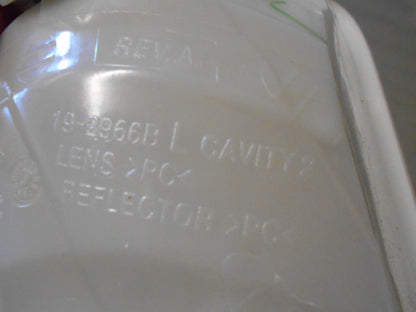 REV.A
19-2966B L CAVITY 2
LENS >PC<
REFLECTOR >PC<